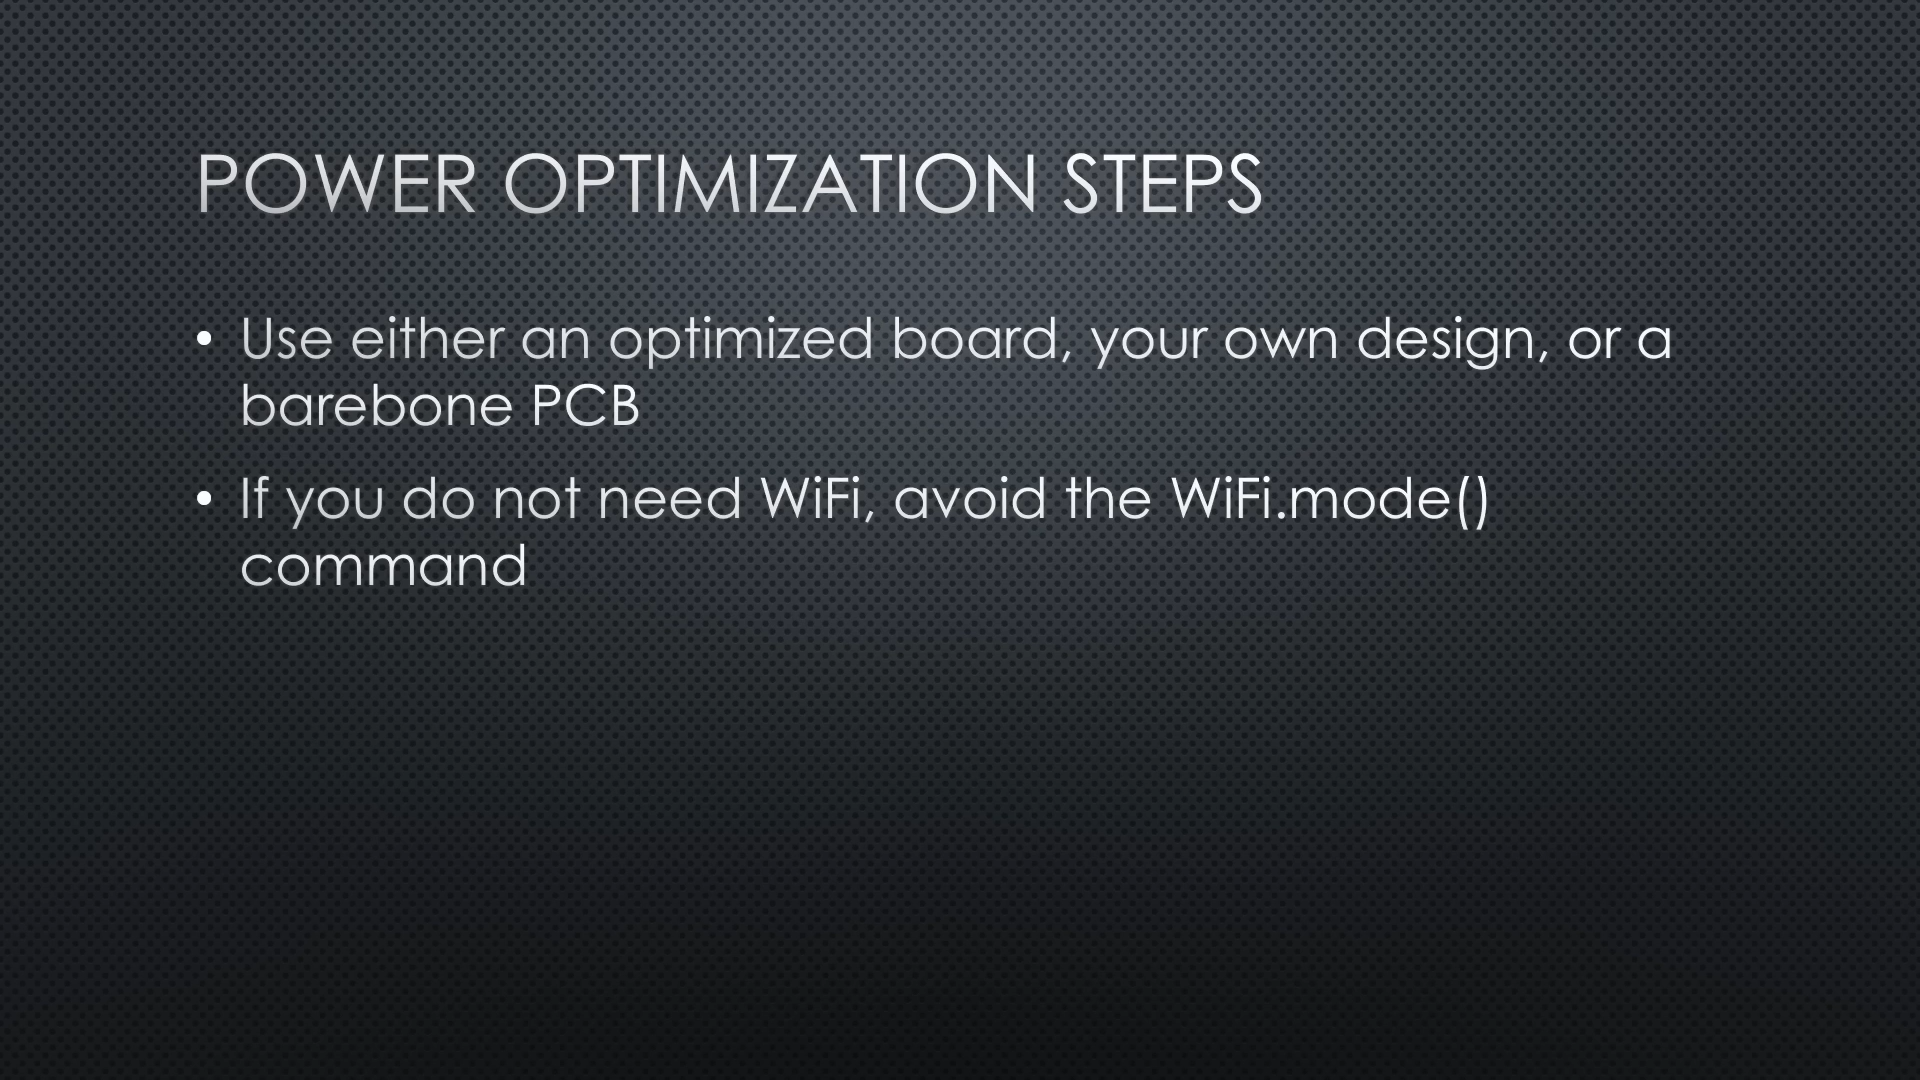 POWER OPTIMIZATION STEPS
• Use either an optimized board, your own design, or a
barebone PCB
• If you do not need WiFi, avoid the WiFi.mode()
command